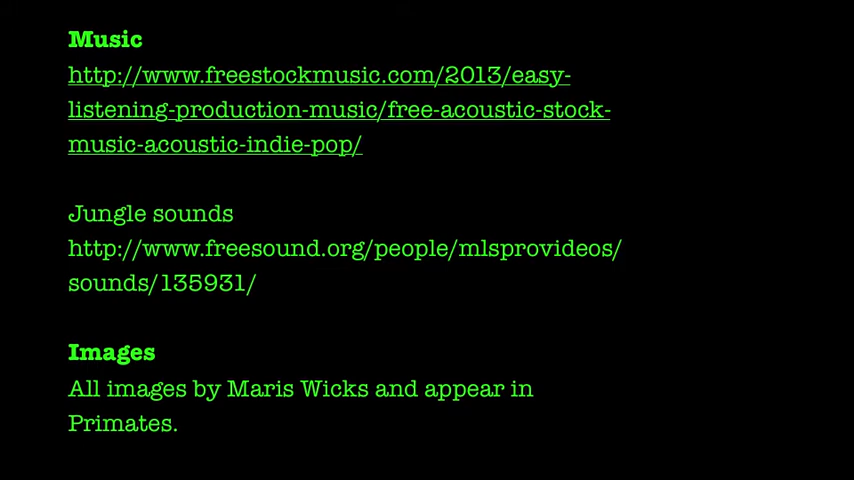 Music
http://www.freestockmusic.com/2013/easy-
listening-production-music/free-acoustic-stock-
music-acoustic-indie-pop/
Jungle sounds
http://www.freesound.org/people/mlsprovideos/
sounds/135931/
Images
All images by Maris Wicks and appear in
Primates.